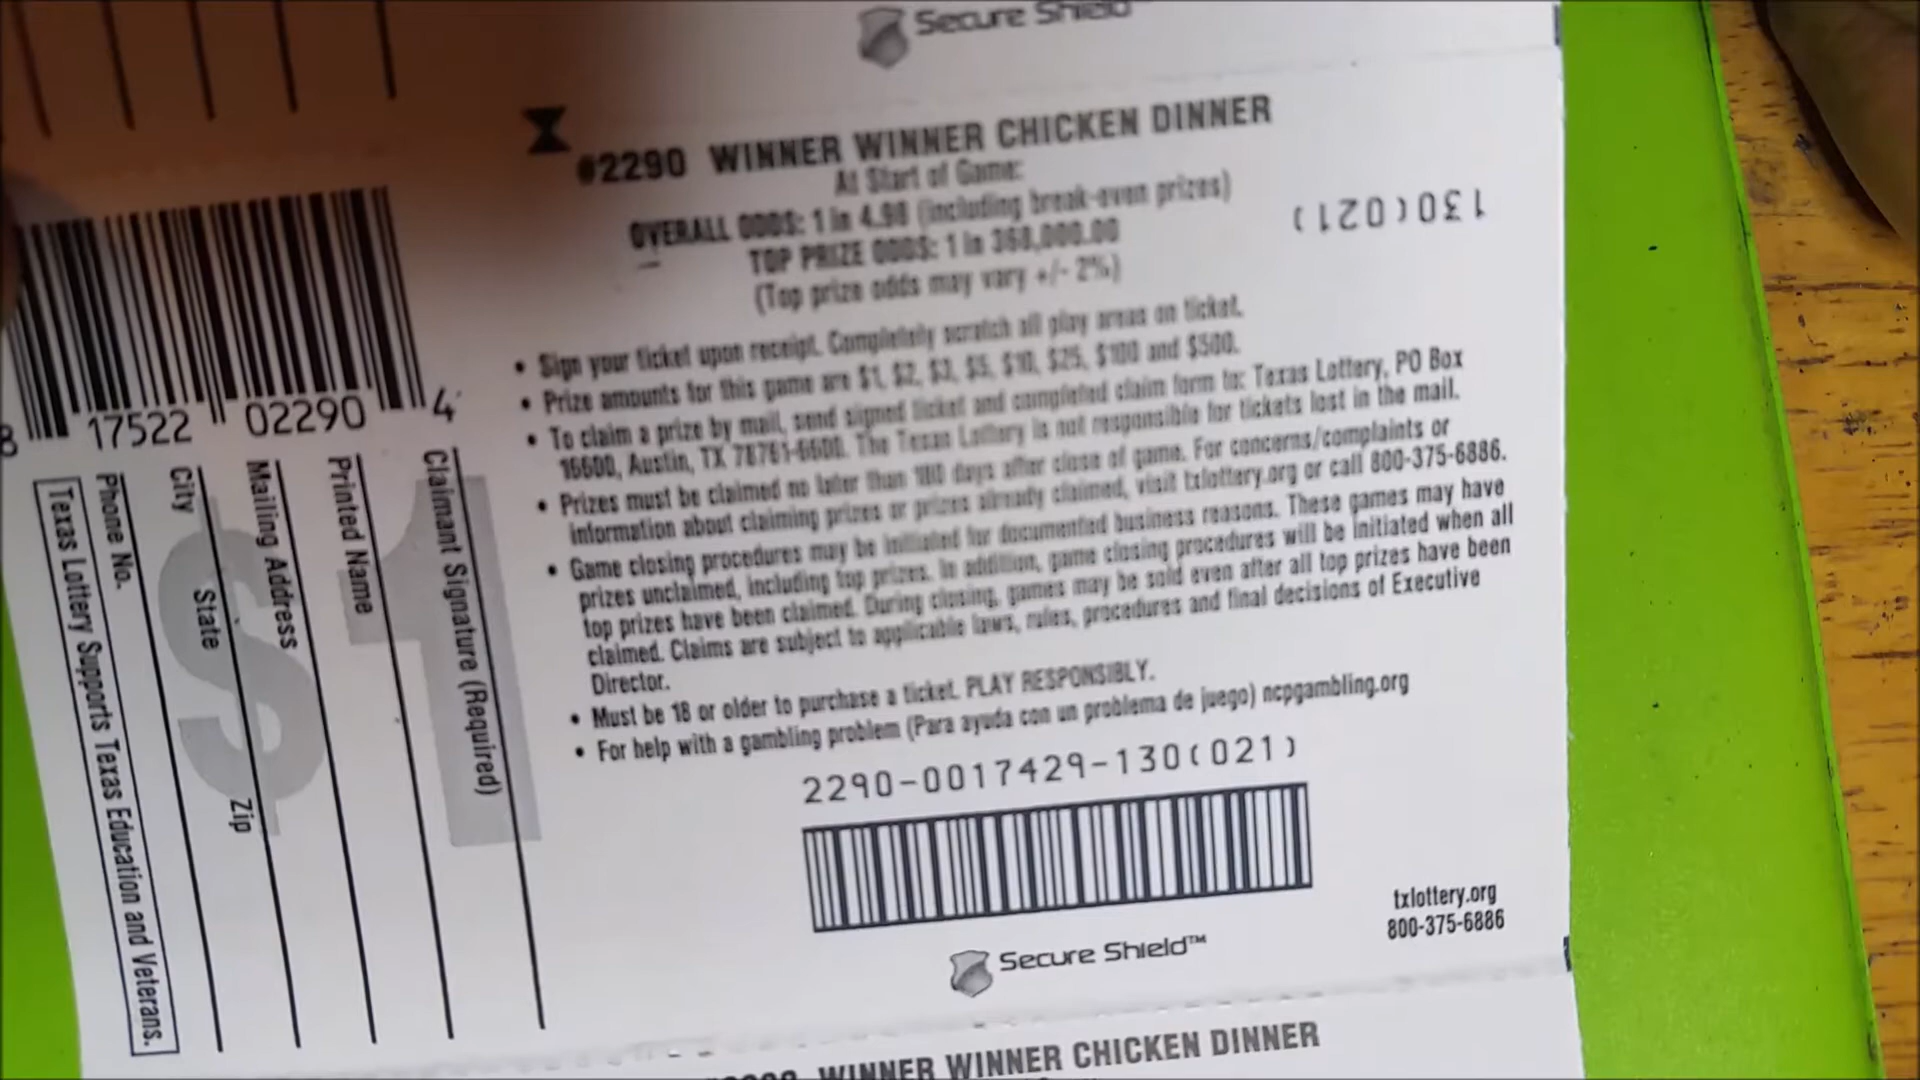 Secure Shield
#2290 WINNER WINNER CHICKEN DINNER
At Start of Game:
OVERALL ODDS: 1 in 4.98 (including break-even prizes)
TOP PRIZE ODDS: 1 in 368,000.00
(Top prize odds may vary +/- 2%)
130(021)
• Sign your ticket upon receipt. Completely scratch all play areas on ticket.
• Prize amounts for this game are $1, $2, $3, $5, $10, $25, $100 and $500.
• To claim a prize by mail, send signed ticket and completed claim form to: Texas Lottery, PO Box
16600, Austin, TX 78761-6600. The Texas Lottery is not responsible for tickets lost in the mail.
• Prizes must be claimed no later than 180 days after close of game. For concerns/complaints or
information about claiming prizes or prizes already claimed, visit txlottery.org or call 800-375-6886.
• Game closing procedures may be initiated for documented business reasons. These games may have
prizes unclaimed, including top prizes. In addition, game closing procedures will be initiated when all
top prizes have been claimed. During closing, games may be sold even after all top prizes have been
claimed. Claims are subject to applicable laws, rules, procedures and final decisions of Executive
Director.
• Must be 18 or older to purchase a ticket. PLAY RESPONSIBLY.
• For help with a gambling problem (Para ayuda con un problema de juego) ncpgambling.org
2290-0017429-130(021)
txlottery.org
800-375-6886
Secure Shield™
8 17522 02290 4
$1
Claimant Signature (Required)
Printed Name
Mailing Address
City State Zip
Phone No.
Texas Lottery Supports Texas Education and Veterans.
WINNER WINNER CHICKEN DINNER